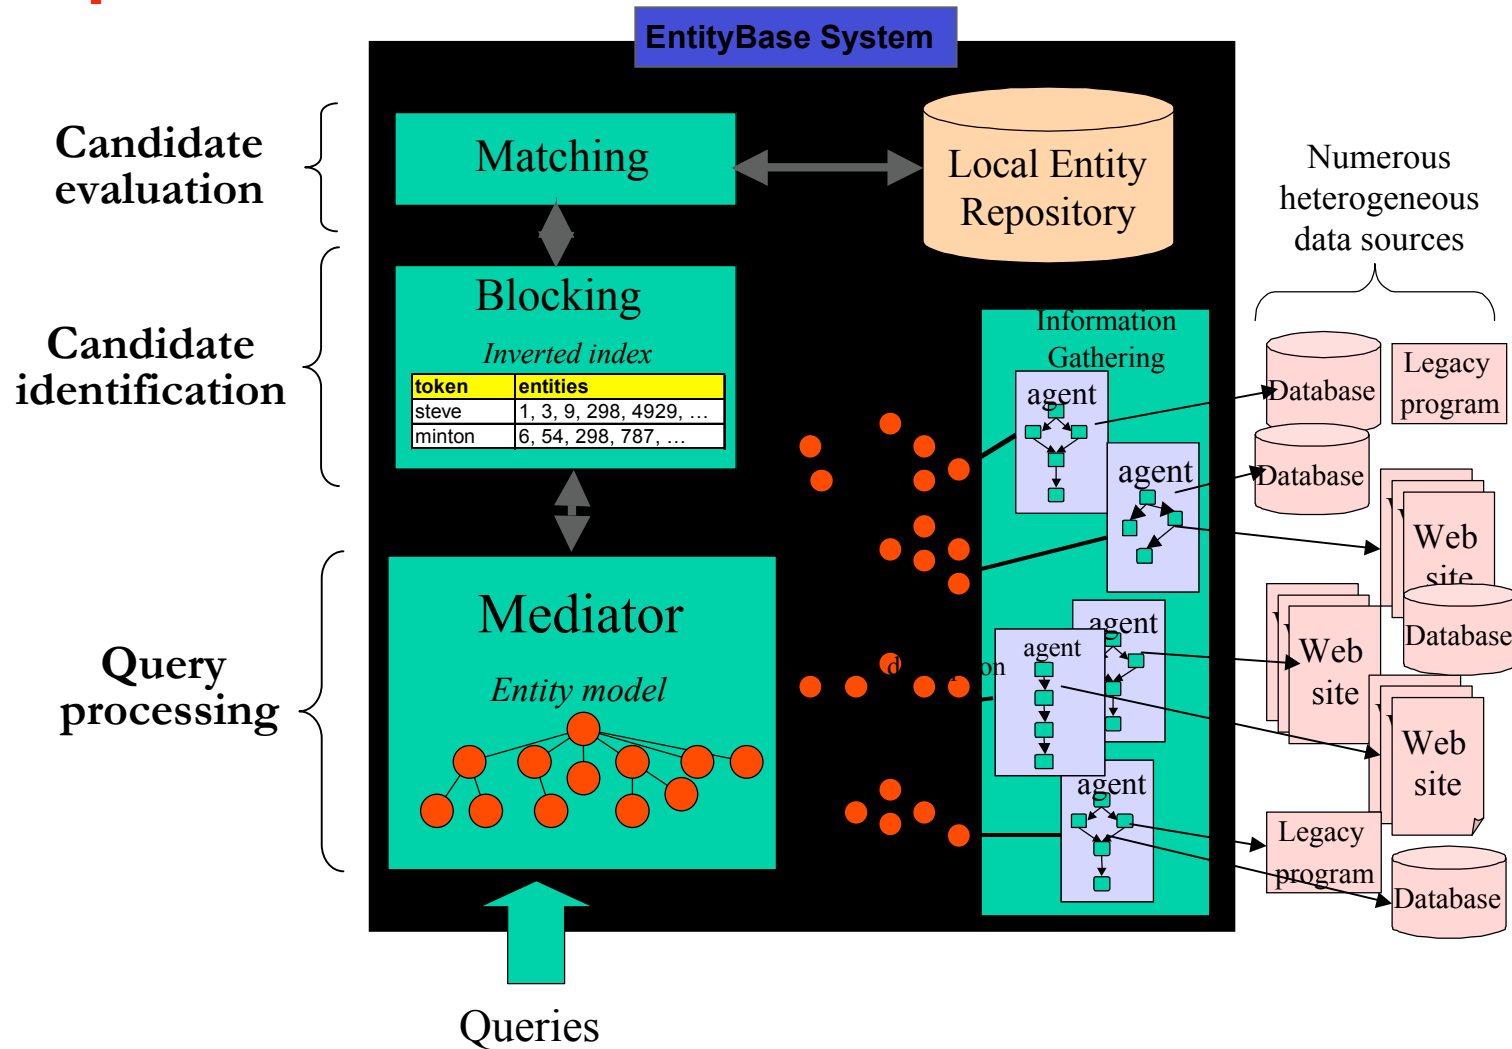 EntityBase System
Candidate
evaluation
Matching
Local Entity
Repository
Numerous
heterogeneous
data sources
Candidate
identification
Blocking
Inverted index
token entities
steve 1, 3, 9, 298, 4929, …
minton 6, 54, 298, 787, …
Information
Gathering
agent
agent
agent
agent
agent
Database
Legacy
program
Database
Web
site
Database
Web
site
Web
site
Legacy
program
Database
Query
processing
Mediator
Entity model
Queries